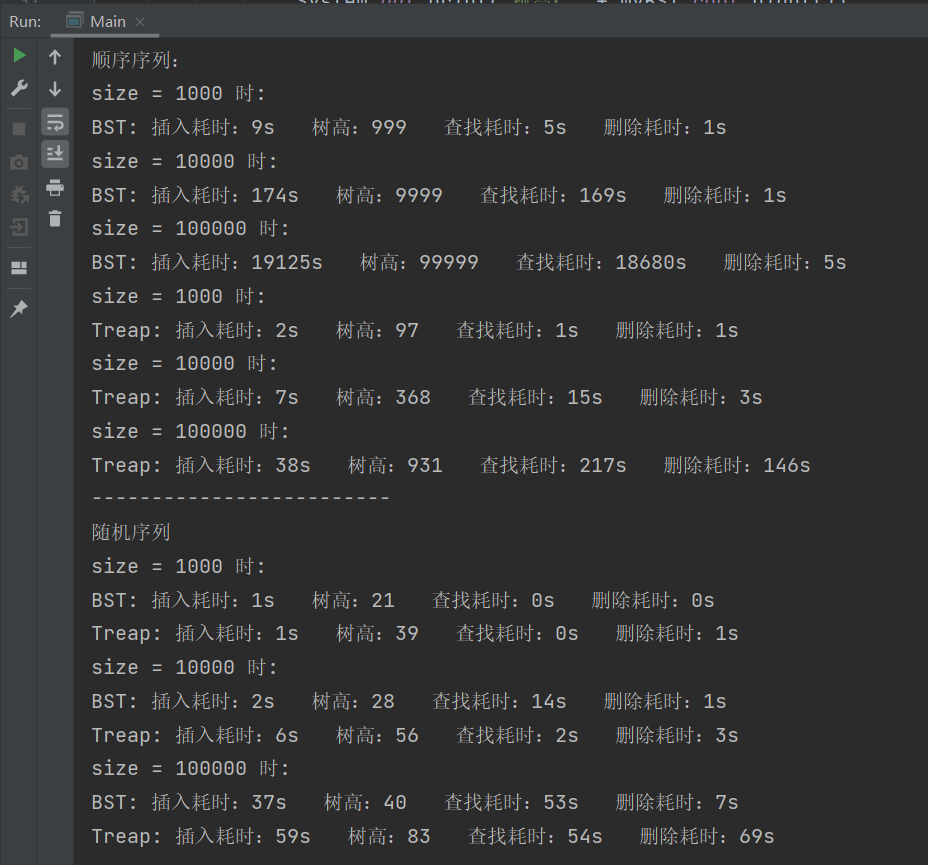 Run: Main
顺序序列:
size = 1000 时:
BST: 插入耗时: 9s 树高: 999 查找耗时: 5s 删除耗时: 1s
size = 10000 时:
BST: 插入耗时: 174s 树高: 9999 查找耗时: 169s 删除耗时: 1s
size = 100000 时:
BST: 插入耗时: 19125s 树高: 99999 查找耗时: 18680s 删除耗时: 5s
size = 1000 时:
Treap: 插入耗时: 2s 树高: 97 查找耗时: 1s 删除耗时: 1s
size = 10000 时:
Treap: 插入耗时: 7s 树高: 368 查找耗时: 15s 删除耗时: 3s
size = 100000 时:
Treap: 插入耗时: 38s 树高: 931 查找耗时: 217s 删除耗时: 146s
-------------------------
随机序列
size = 1000 时:
BST: 插入耗时: 1s 树高: 21 查找耗时: 0s 删除耗时: 0s
Treap: 插入耗时: 1s 树高: 39 查找耗时: 0s 删除耗时: 1s
size = 10000 时:
BST: 插入耗时: 2s 树高: 28 查找耗时: 14s 删除耗时: 1s
Treap: 插入耗时: 6s 树高: 56 查找耗时: 2s 删除耗时: 3s
size = 100000 时:
BST: 插入耗时: 37s 树高: 40 查找耗时: 53s 删除耗时: 7s
Treap: 插入耗时: 59s 树高: 83 查找耗时: 54s 删除耗时: 69s